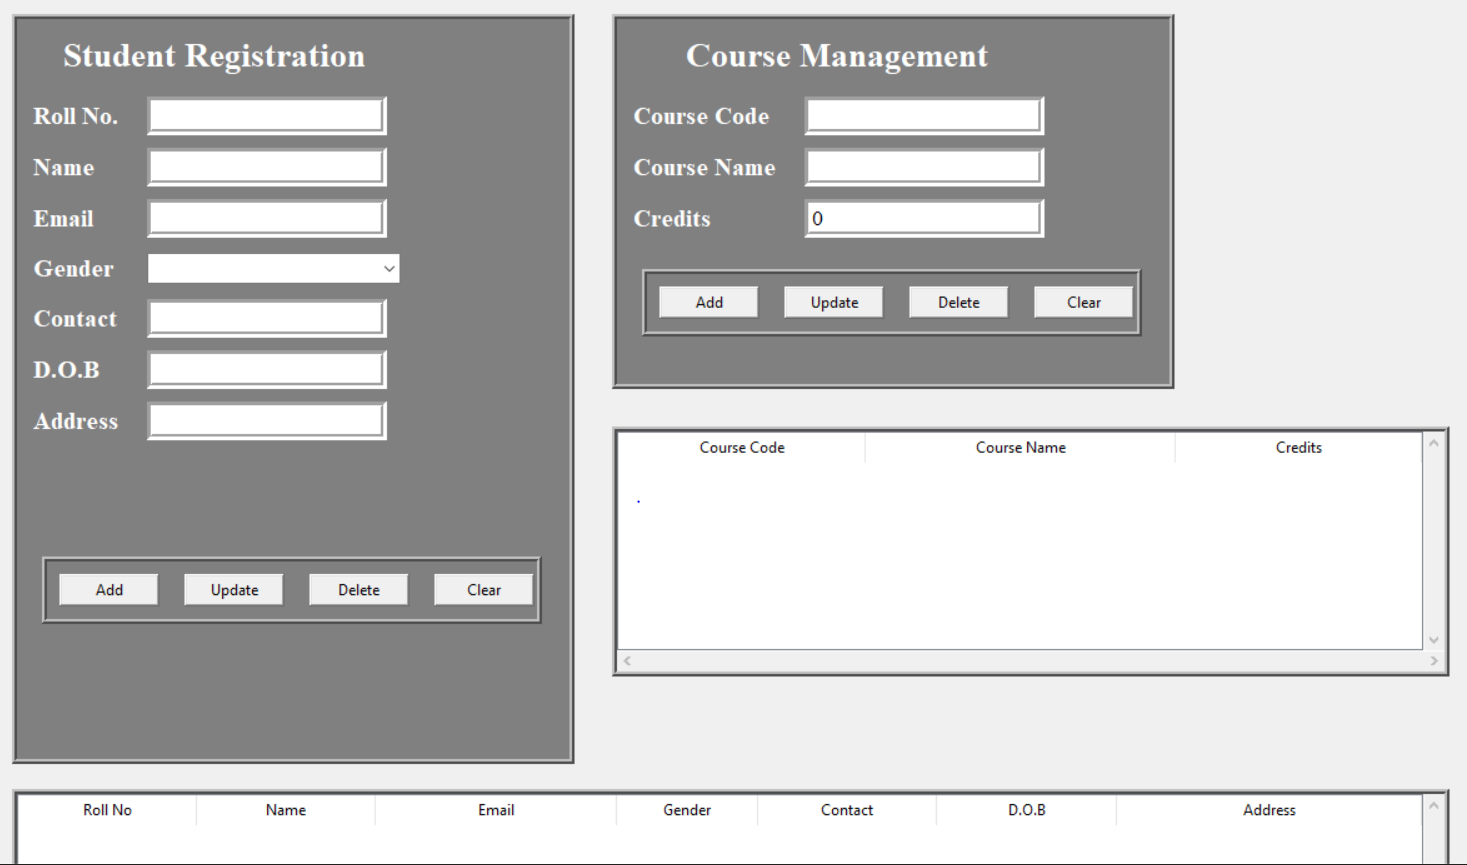 Student Registration
Roll No.
Name
Email
Gender
Contact
D.O.B
Address
Add Update Delete Clear
Course Management
Course Code
Course Name
Credits 0
Add Update Delete Clear
Course Code Course Name Credits
Roll No Name Email Gender Contact D.O.B Address